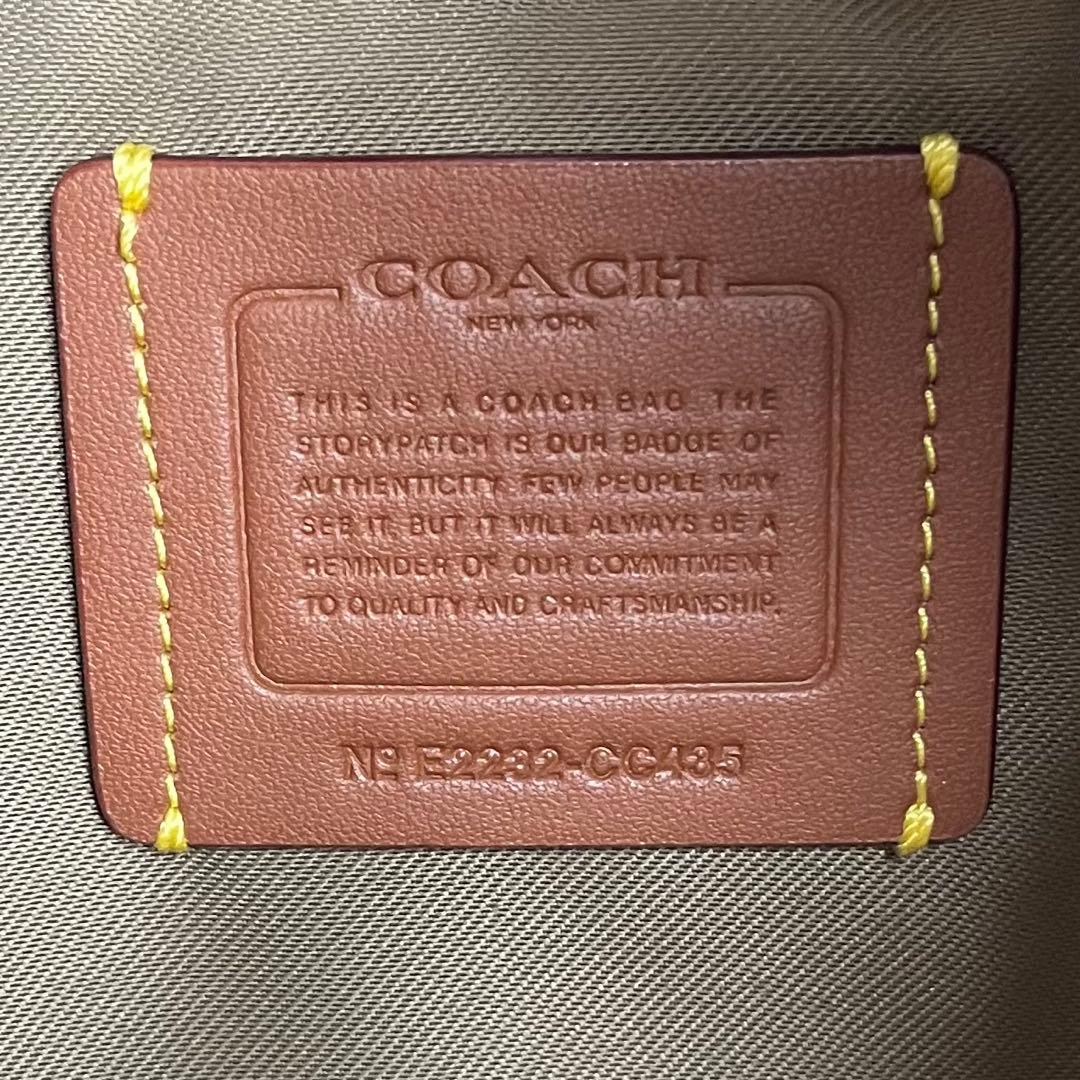 COACH
NEW YORK
THIS IS A COACH BAG. THE
STORYPATCH IS OUR BADGE OF
AUTHENTICITY. FEW PEOPLE MAY
SEE IT, BUT IT WILL ALWAYS BE A
REMINDER OF OUR COMMITMENT
TO QUALITY AND CRAFTSMANSHIP.
Nº E2232-CC435